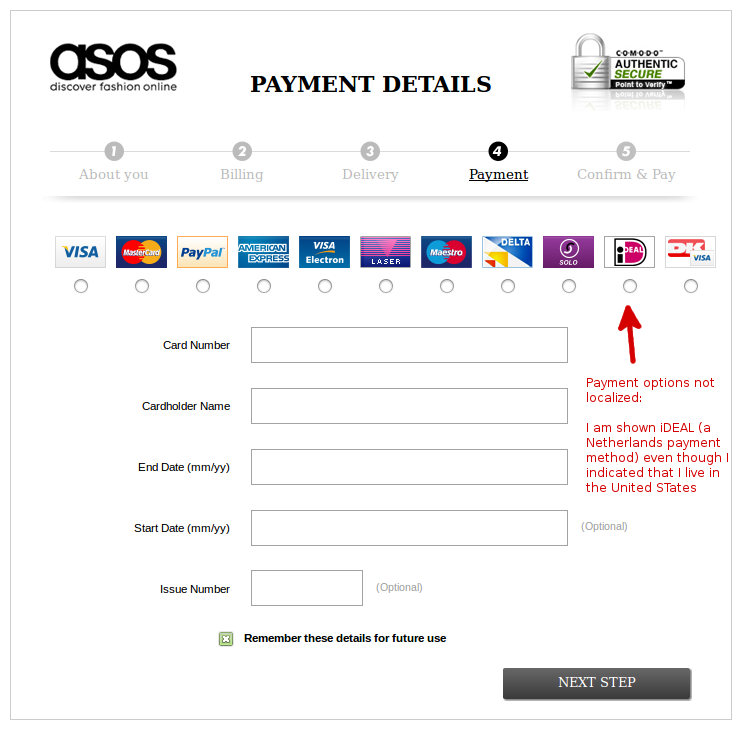 asos
discover fashion online
PAYMENT DETAILS
COMODO™
AUTHENTIC
SECURE
Point to Verify™
1 2 3 4 5
About you Billing Delivery Payment Confirm & Pay
VISA MasterCard PayPal AMERICAN EXPRESS VISA Electron LASER Maestro DELTA SOLO iDEAL DK VISA
Card Number
Cardholder Name
End Date (mm/yy)
Start Date (mm/yy) (Optional)
Issue Number (Optional)
Payment options not
localized:
I am shown iDEAL (a
Netherlands payment
method) even though I
indicated that I live in
the United STates
Remember these details for future use
NEXT STEP